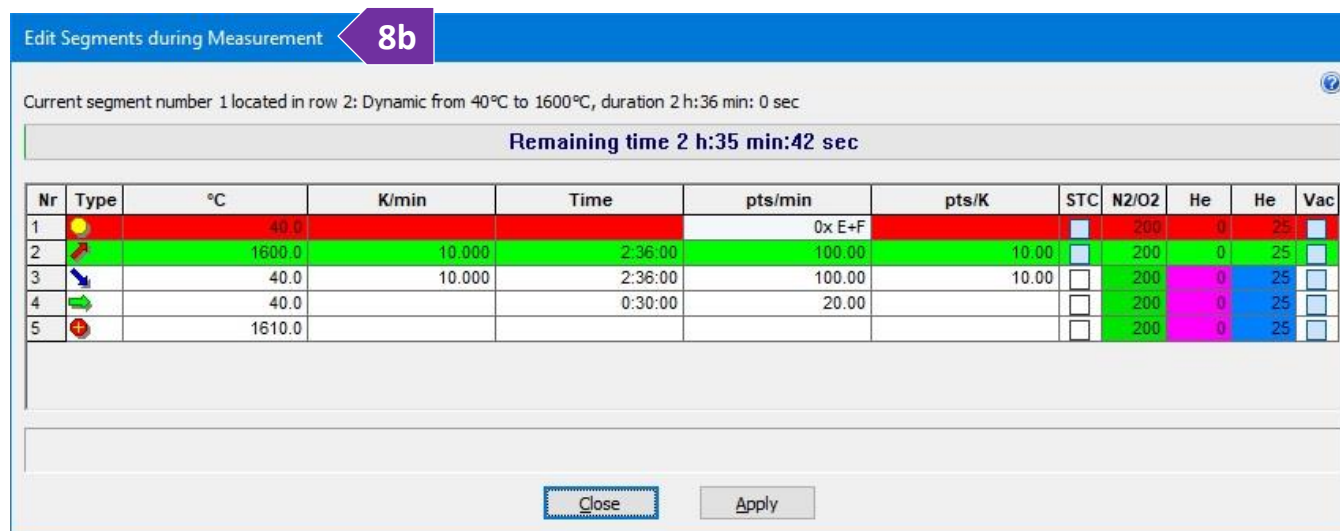 Edit Segments during Measurement 8b
Current segment number 1 located in row 2: Dynamic from 40°C to 1600°C, duration 2 h:36 min: 0 sec
Remaining time 2 h:35 min:42 sec
Nr Type °C K/min Time pts/min pts/K STC N2/O2 He He Vac
1 40.0 0x E+F 200 0 25
2 1600.0 10.000 2:36:00 100.00 10.00 200 0 25
3 40.0 10.000 2:36:00 100.00 10.00 200 0 25
4 40.0 0:30:00 20.00 200 0 25
5 1610.0 200 0 25
Close Apply